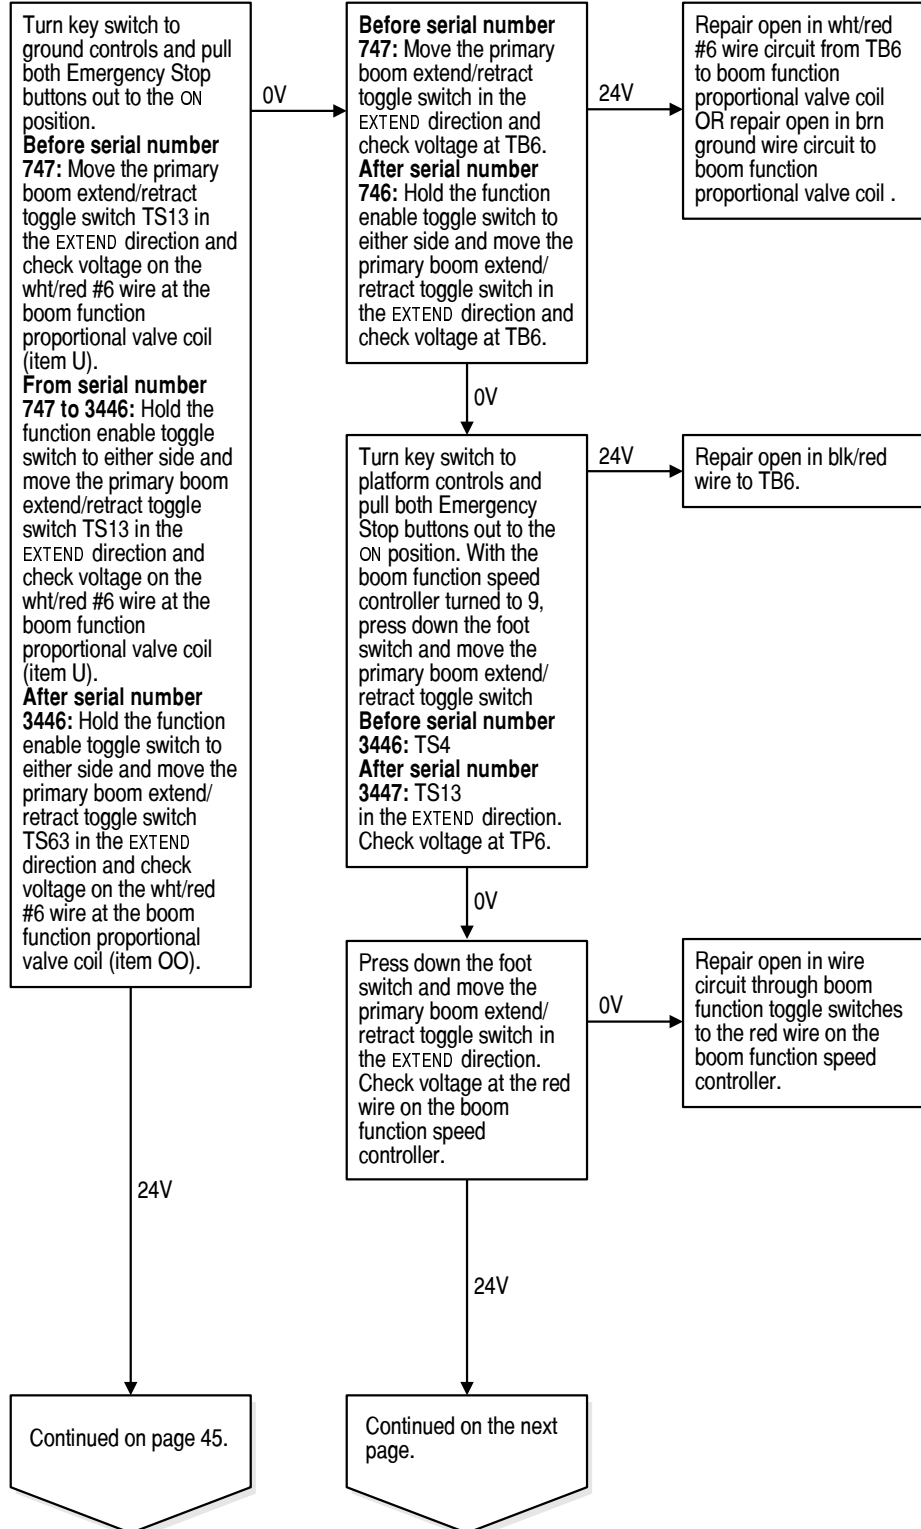 Turn key switch to
ground controls and pull
both Emergency Stop
buttons out to the ON
position.
Before serial number
747: Move the primary
boom extend/retract
toggle switch TS13 in
the EXTEND direction and
check voltage on the
wht/red #6 wire at the
boom function
proportional valve coil
(item U).
From serial number
747 to 3446: Hold the
function enable toggle
switch to either side and
move the primary boom
extend/retract toggle
switch TS13 in the
EXTEND direction and
check voltage on the
wht/red #6 wire at the
boom function
proportional valve coil
(item U).
After serial number
3446: Hold the function
enable toggle switch to
either side and move the
primary boom extend/
retract toggle switch
TS63 in the EXTEND
direction and check
voltage on the wht/red
#6 wire at the boom
function proportional
valve coil (item OO).
0V
Before serial number
747: Move the primary
boom extend/retract
toggle switch in the
EXTEND direction and
check voltage at TB6.
After serial number
746: Hold the function
enable toggle switch to
either side and move the
primary boom extend/
retract toggle switch in
the EXTEND direction and
check voltage at TB6.
24V
Repair open in wht/red
#6 wire circuit from TB6
to boom function
proportional valve coil
OR repair open in brn
ground wire circuit to
boom function
proportional valve coil .
0V
Turn key switch to
platform controls and
pull both Emergency
Stop buttons out to the
ON position. With the
boom function speed
controller turned to 9,
press down the foot
switch and move the
primary boom extend/
retract toggle switch
Before serial number
3446: TS4
After serial number
3447: TS13
in the EXTEND direction.
Check voltage at TP6.
24V
Repair open in blk/red
wire to TB6.
0V
Press down the foot
switch and move the
primary boom extend/
retract toggle switch in
the EXTEND direction.
Check voltage at the red
wire on the boom
function speed
controller.
0V
Repair open in wire
circuit through boom
function toggle switches
to the red wire on the
boom function speed
controller.
24V
24V
Continued on page 45.
Continued on the next
page.